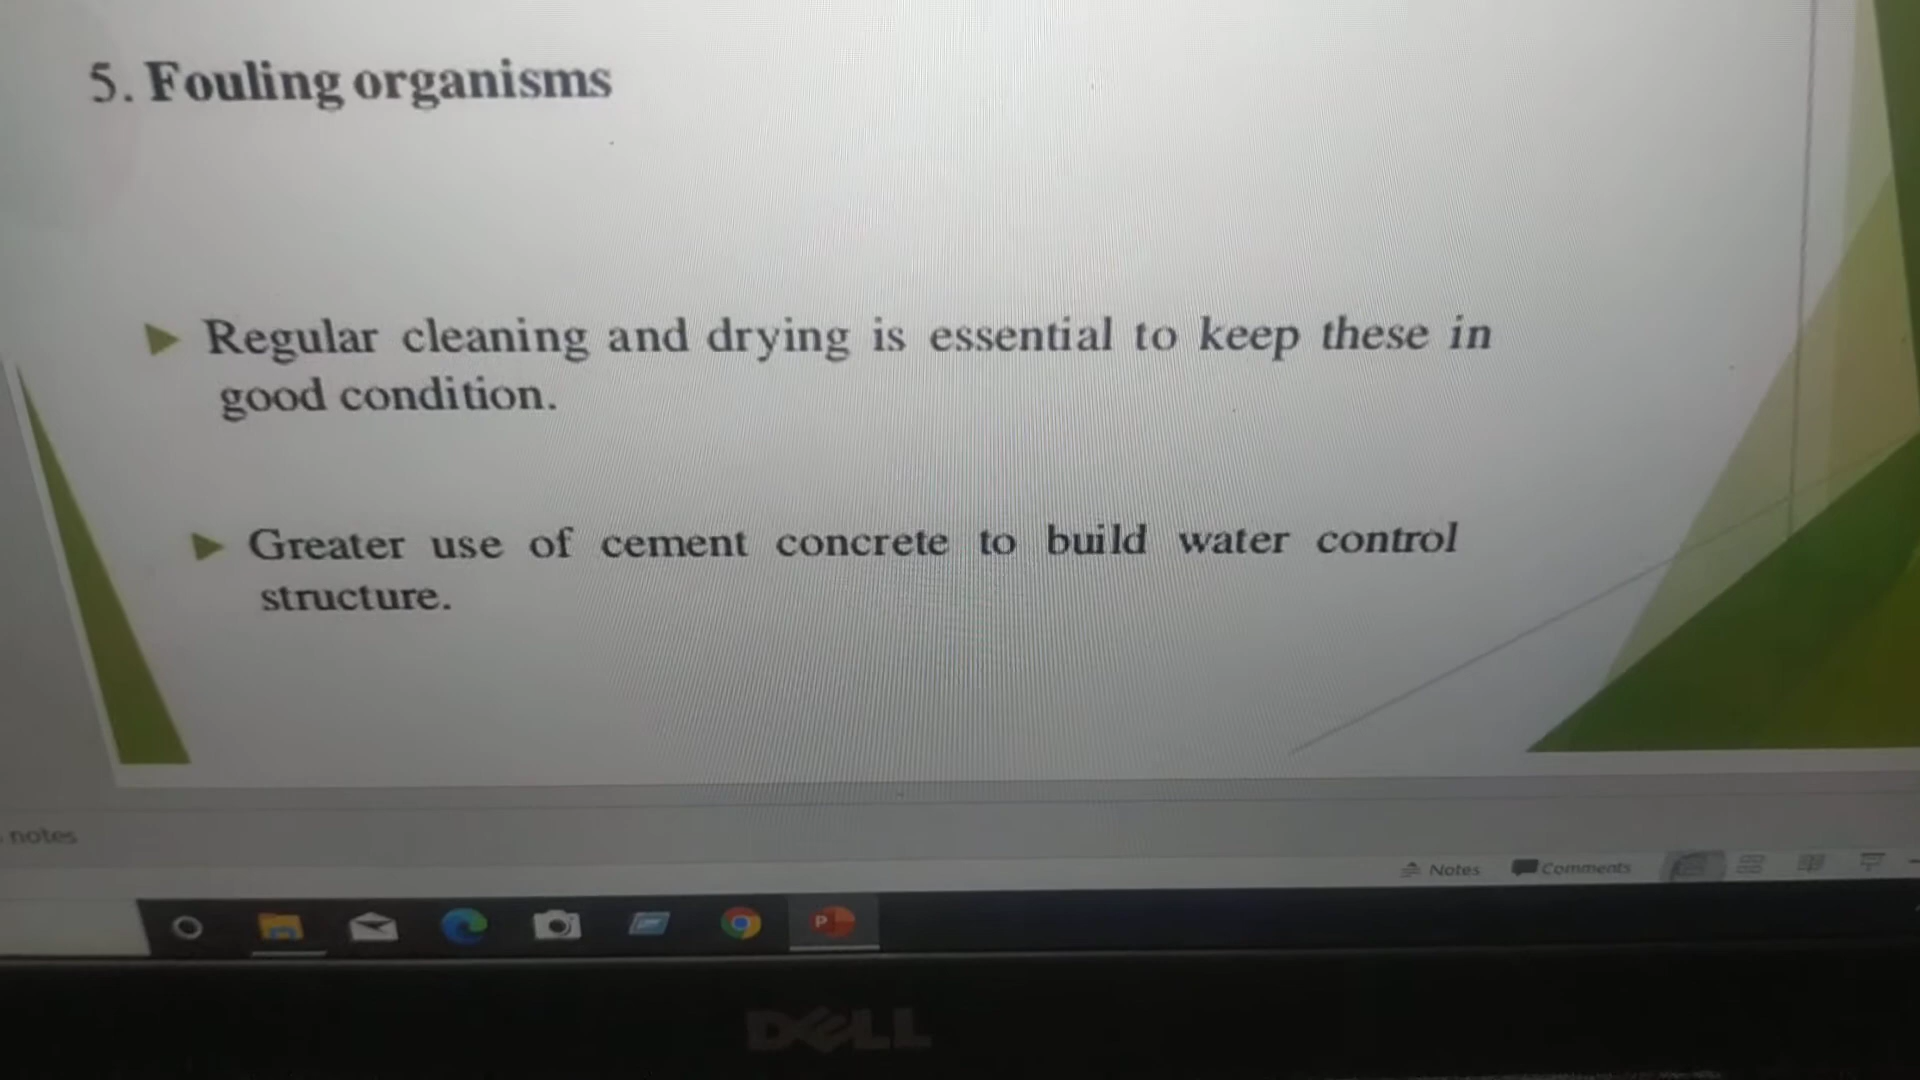 5. Fouling organisms
Regular cleaning and drying is essential to keep these in
good condition.
Greater use of cement concrete to build water control
structure.
notes
Notes
Comments
P
DELL